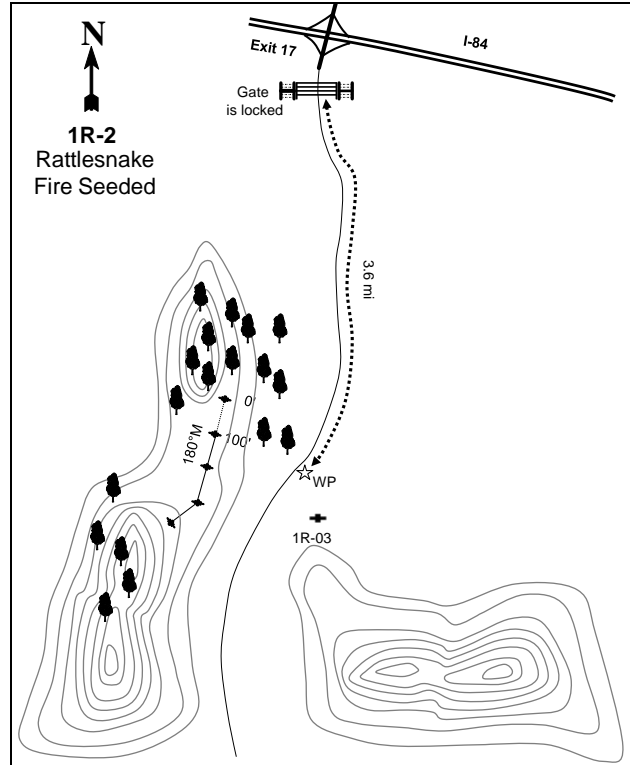 N
1R-2
Rattlesnake
Fire Seeded
Exit 17
I-84
Gate
is locked
3.6 mi
0'
100'
180°M
WP
1R-03